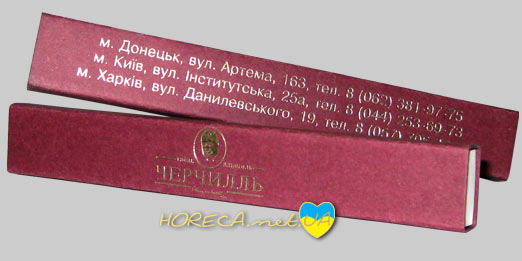 м. Донецьк, вул. Артема, 163, тел. 8 (062) 381-97-75
м. Київ, вул. Інститутська, 25а, тел. 8 (044) 253-69-73
м. Харків, вул. Данилевського, 19, тел. 8 (057)
ЧЕРЧИЛЛЬ
HORECA.net.UA